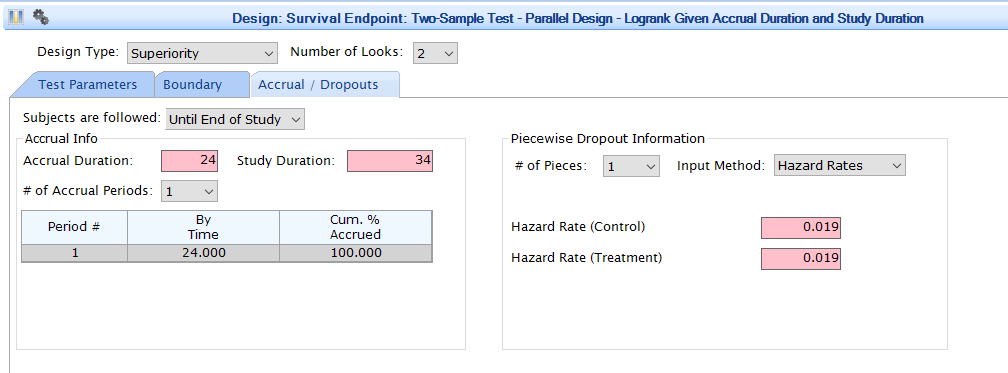 Design: Survival Endpoint: Two-Sample Test - Parallel Design - Logrank Given Accrual Duration and Study Duration
Design Type: Superiority Number of Looks: 2
Test Parameters Boundary Accrual / Dropouts
Subjects are followed: Until End of Study
Accrual Info
Accrual Duration: 24 Study Duration: 34
# of Accrual Periods: 1
Period # By Time Cum. % Accrued
1 24.000 100.000
Piecewise Dropout Information
# of Pieces: 1 Input Method: Hazard Rates
Hazard Rate (Control) 0.019
Hazard Rate (Treatment) 0.019